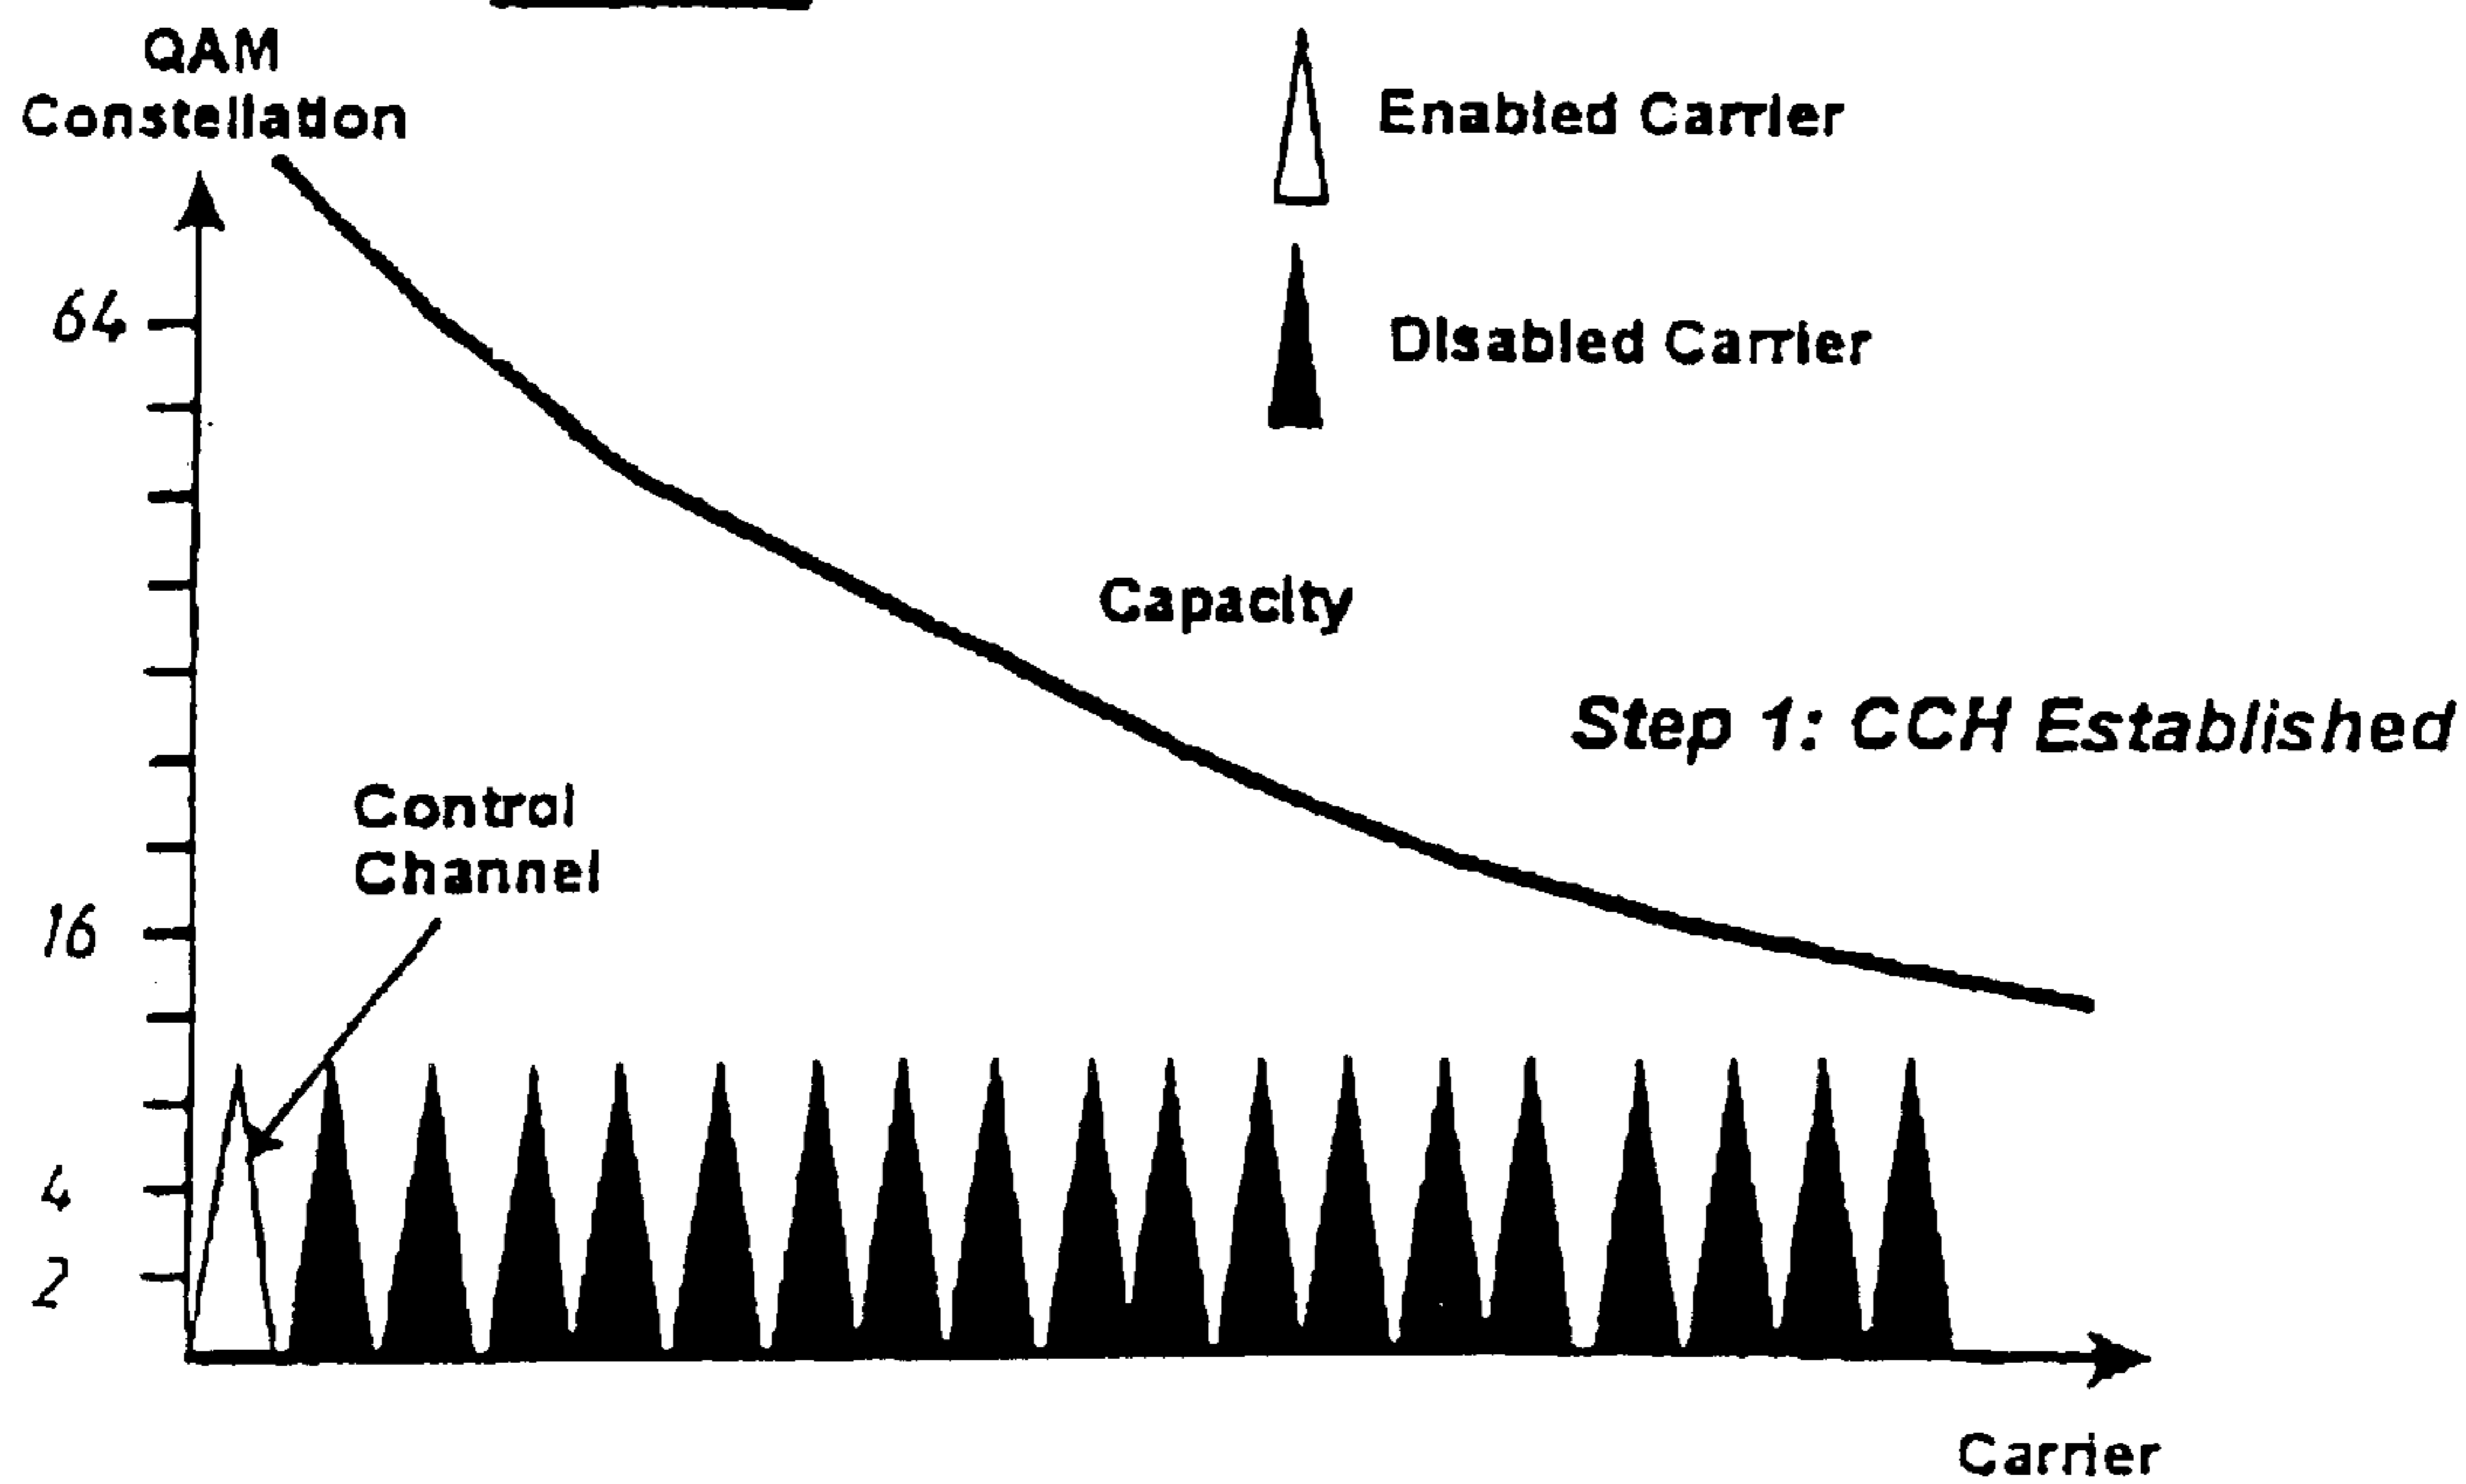 QAM
Constellation
Enabled Carrier
Disabled Carrier
64
Capacity
Step 1: CCH Established
Control
Channel
16
4
2
Carrier